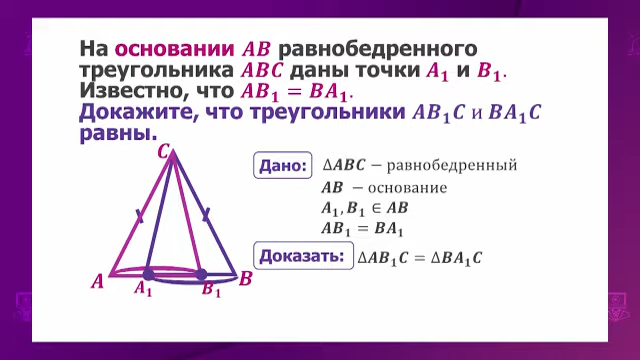 На основании AB равнобедренного
треугольника ABC даны точки A₁ и B₁.
Известно, что AB₁ = BA₁.
Докажите, что треугольники AB₁C и BA₁C
равны.
C
A
A₁
B₁
B
Дано: ΔABC – равнобедренный
AB – основание
A₁, B₁ ∈ AB
AB₁ = BA₁
Доказать: ΔAB₁C = ΔBA₁C